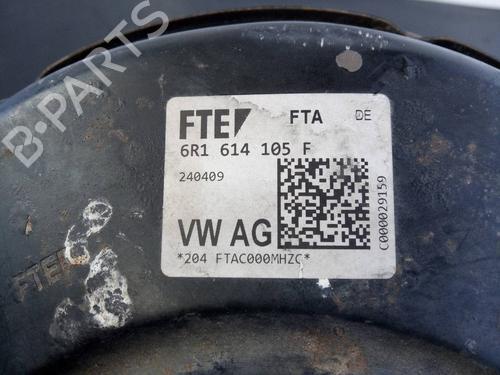 B-PARTS
FTE FTA DE
6R1 614 105 F
240409
VW AG
*204 FTAC000MHZC*
C000029159
FTE